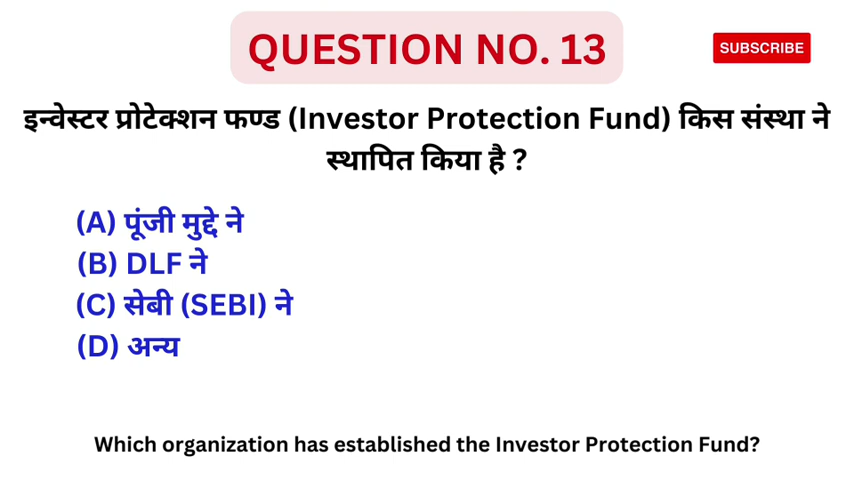 QUESTION NO. 13
SUBSCRIBE
इन्वेस्टर प्रोटेक्शन फण्ड (Investor Protection Fund) किस संस्था ने
स्थापित किया है ?
(A) पूंजी मुद्दे ने
(B) DLF ने
(C) सेबी (SEBI) ने
(D) अन्य
Which organization has established the Investor Protection Fund?